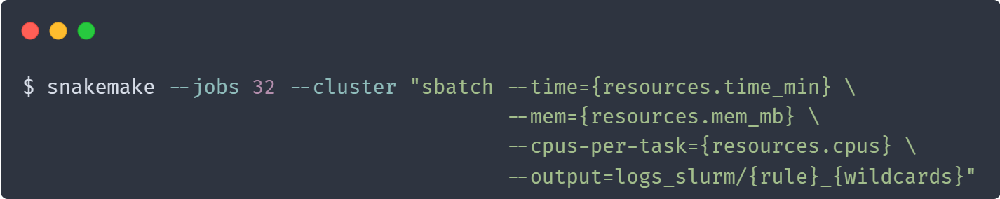 $ snakemake --jobs 32 --cluster "sbatch --time={resources.time_min} \
--mem={resources.mem_mb} \
--cpus-per-task={resources.cpus} \
--output=logs_slurm/{rule}_{wildcards}"